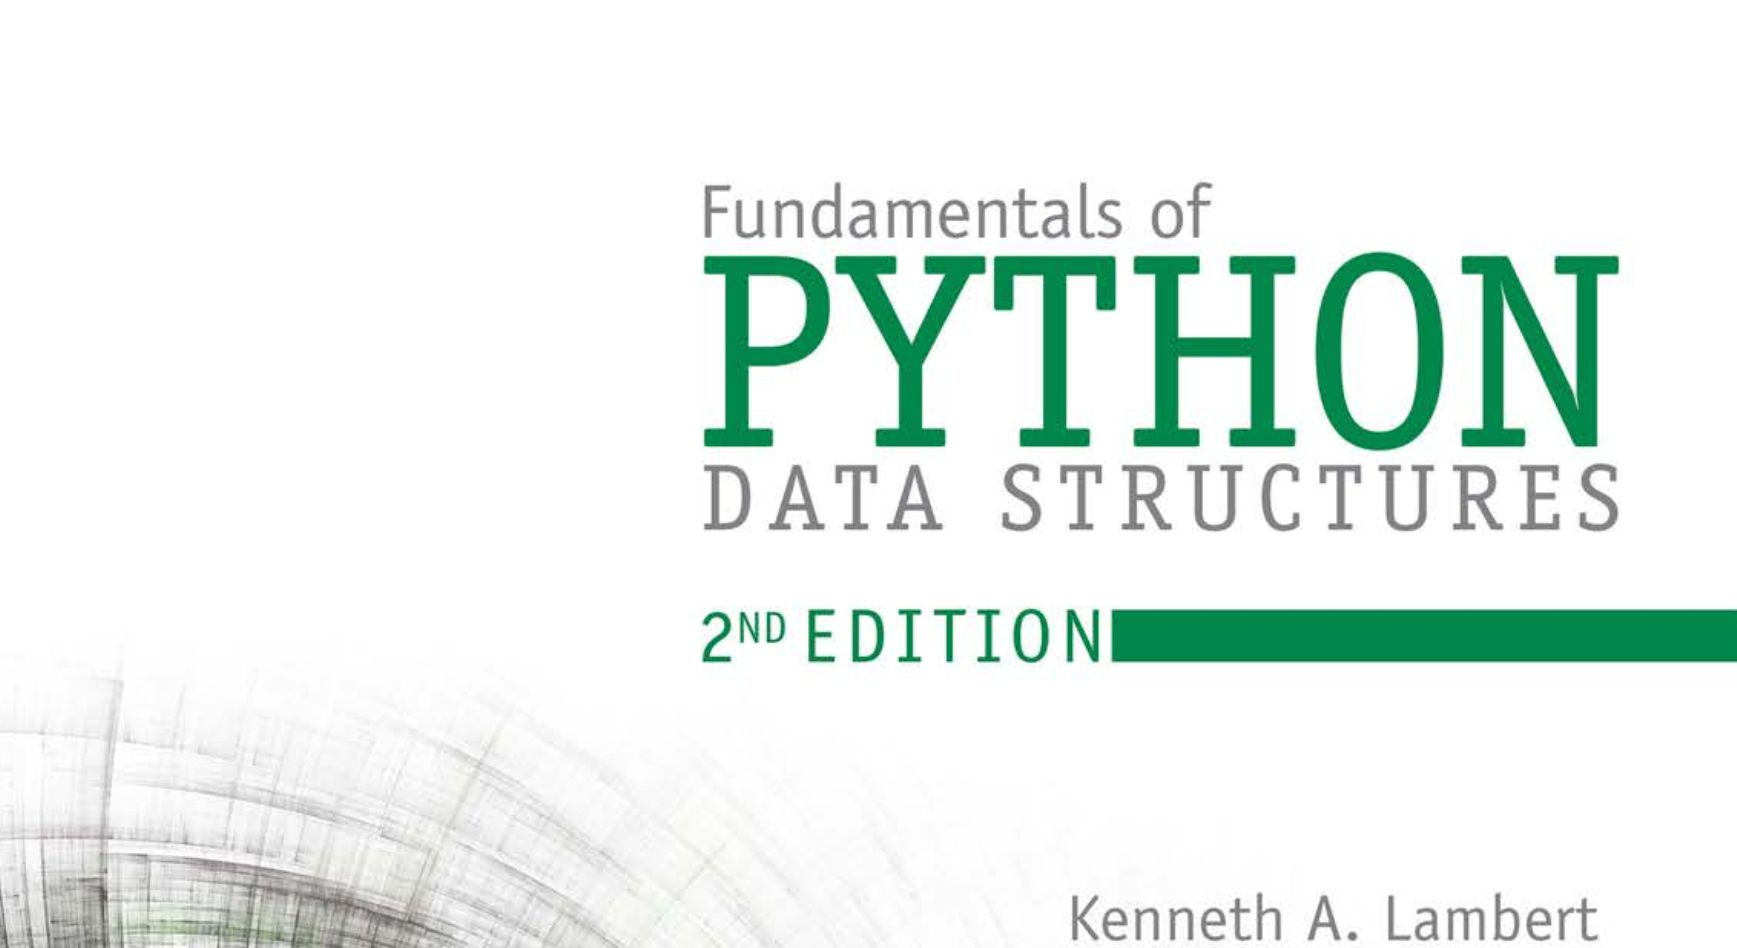 Fundamentals of
PYTHON
DATA STRUCTURES
2ND EDITION
Kenneth A. Lambert